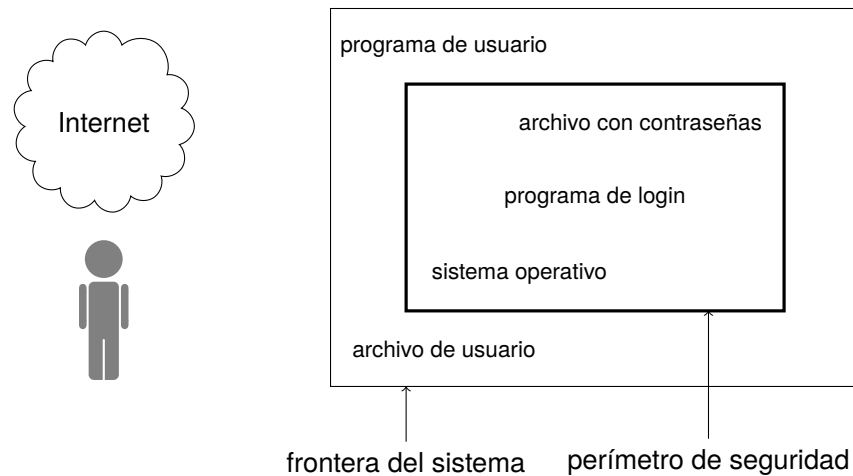 programa de usuario
Internet
archivo con contraseñas
programa de login
sistema operativo
archivo de usuario
frontera del sistema
perímetro de seguridad